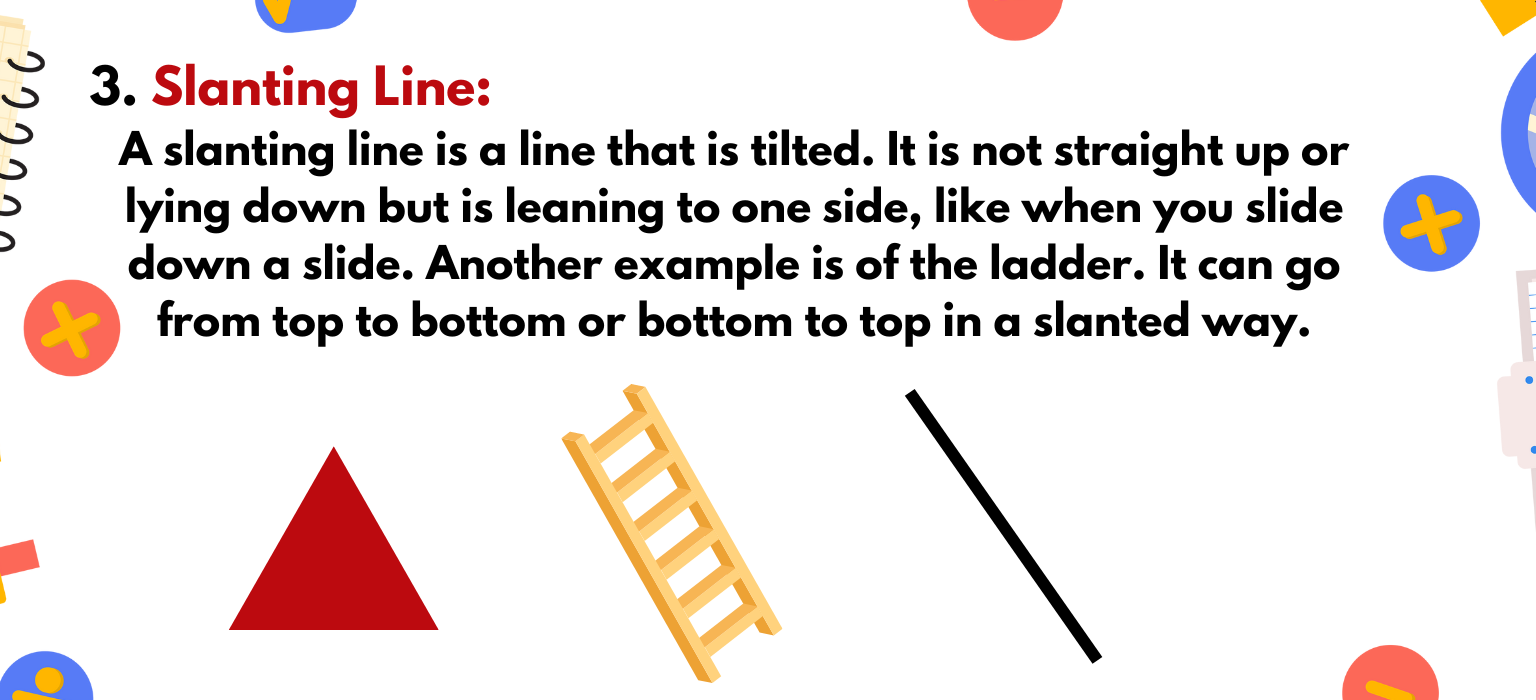 3. Slanting Line:
A slanting line is a line that is tilted. It is not straight up or
lying down but is leaning to one side, like when you slide
down a slide. Another example is of the ladder. It can go
from top to bottom or bottom to top in a slanted way.